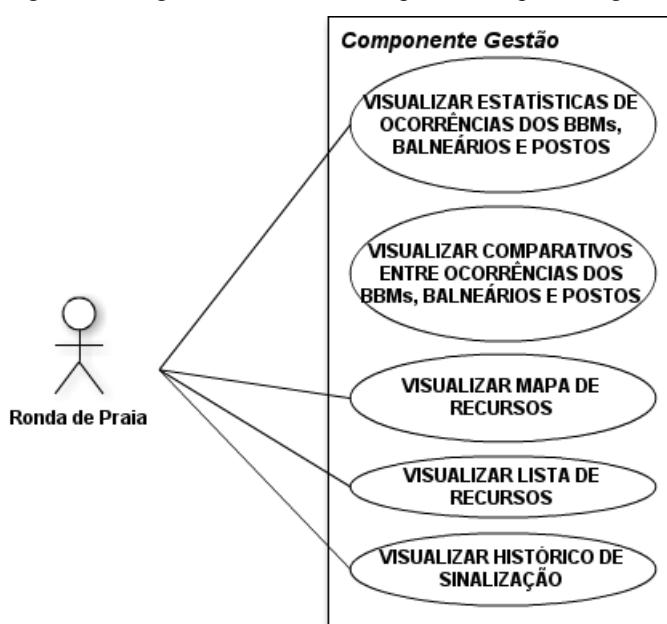 Componente Gestão
VISUALIZAR ESTATÍSTICAS DE
OCORRÊNCIAS DOS BBMs,
BALNEÁRIOS E POSTOS
VISUALIZAR COMPARATIVOS
ENTRE OCORRÊNCIAS DOS
BBMs, BALNEÁRIOS E POSTOS
VISUALIZAR MAPA DE
RECURSOS
Ronda de Praia
VISUALIZAR LISTA DE
RECURSOS
VISUALIZAR HISTÓRICO DE
SINALIZAÇÃO